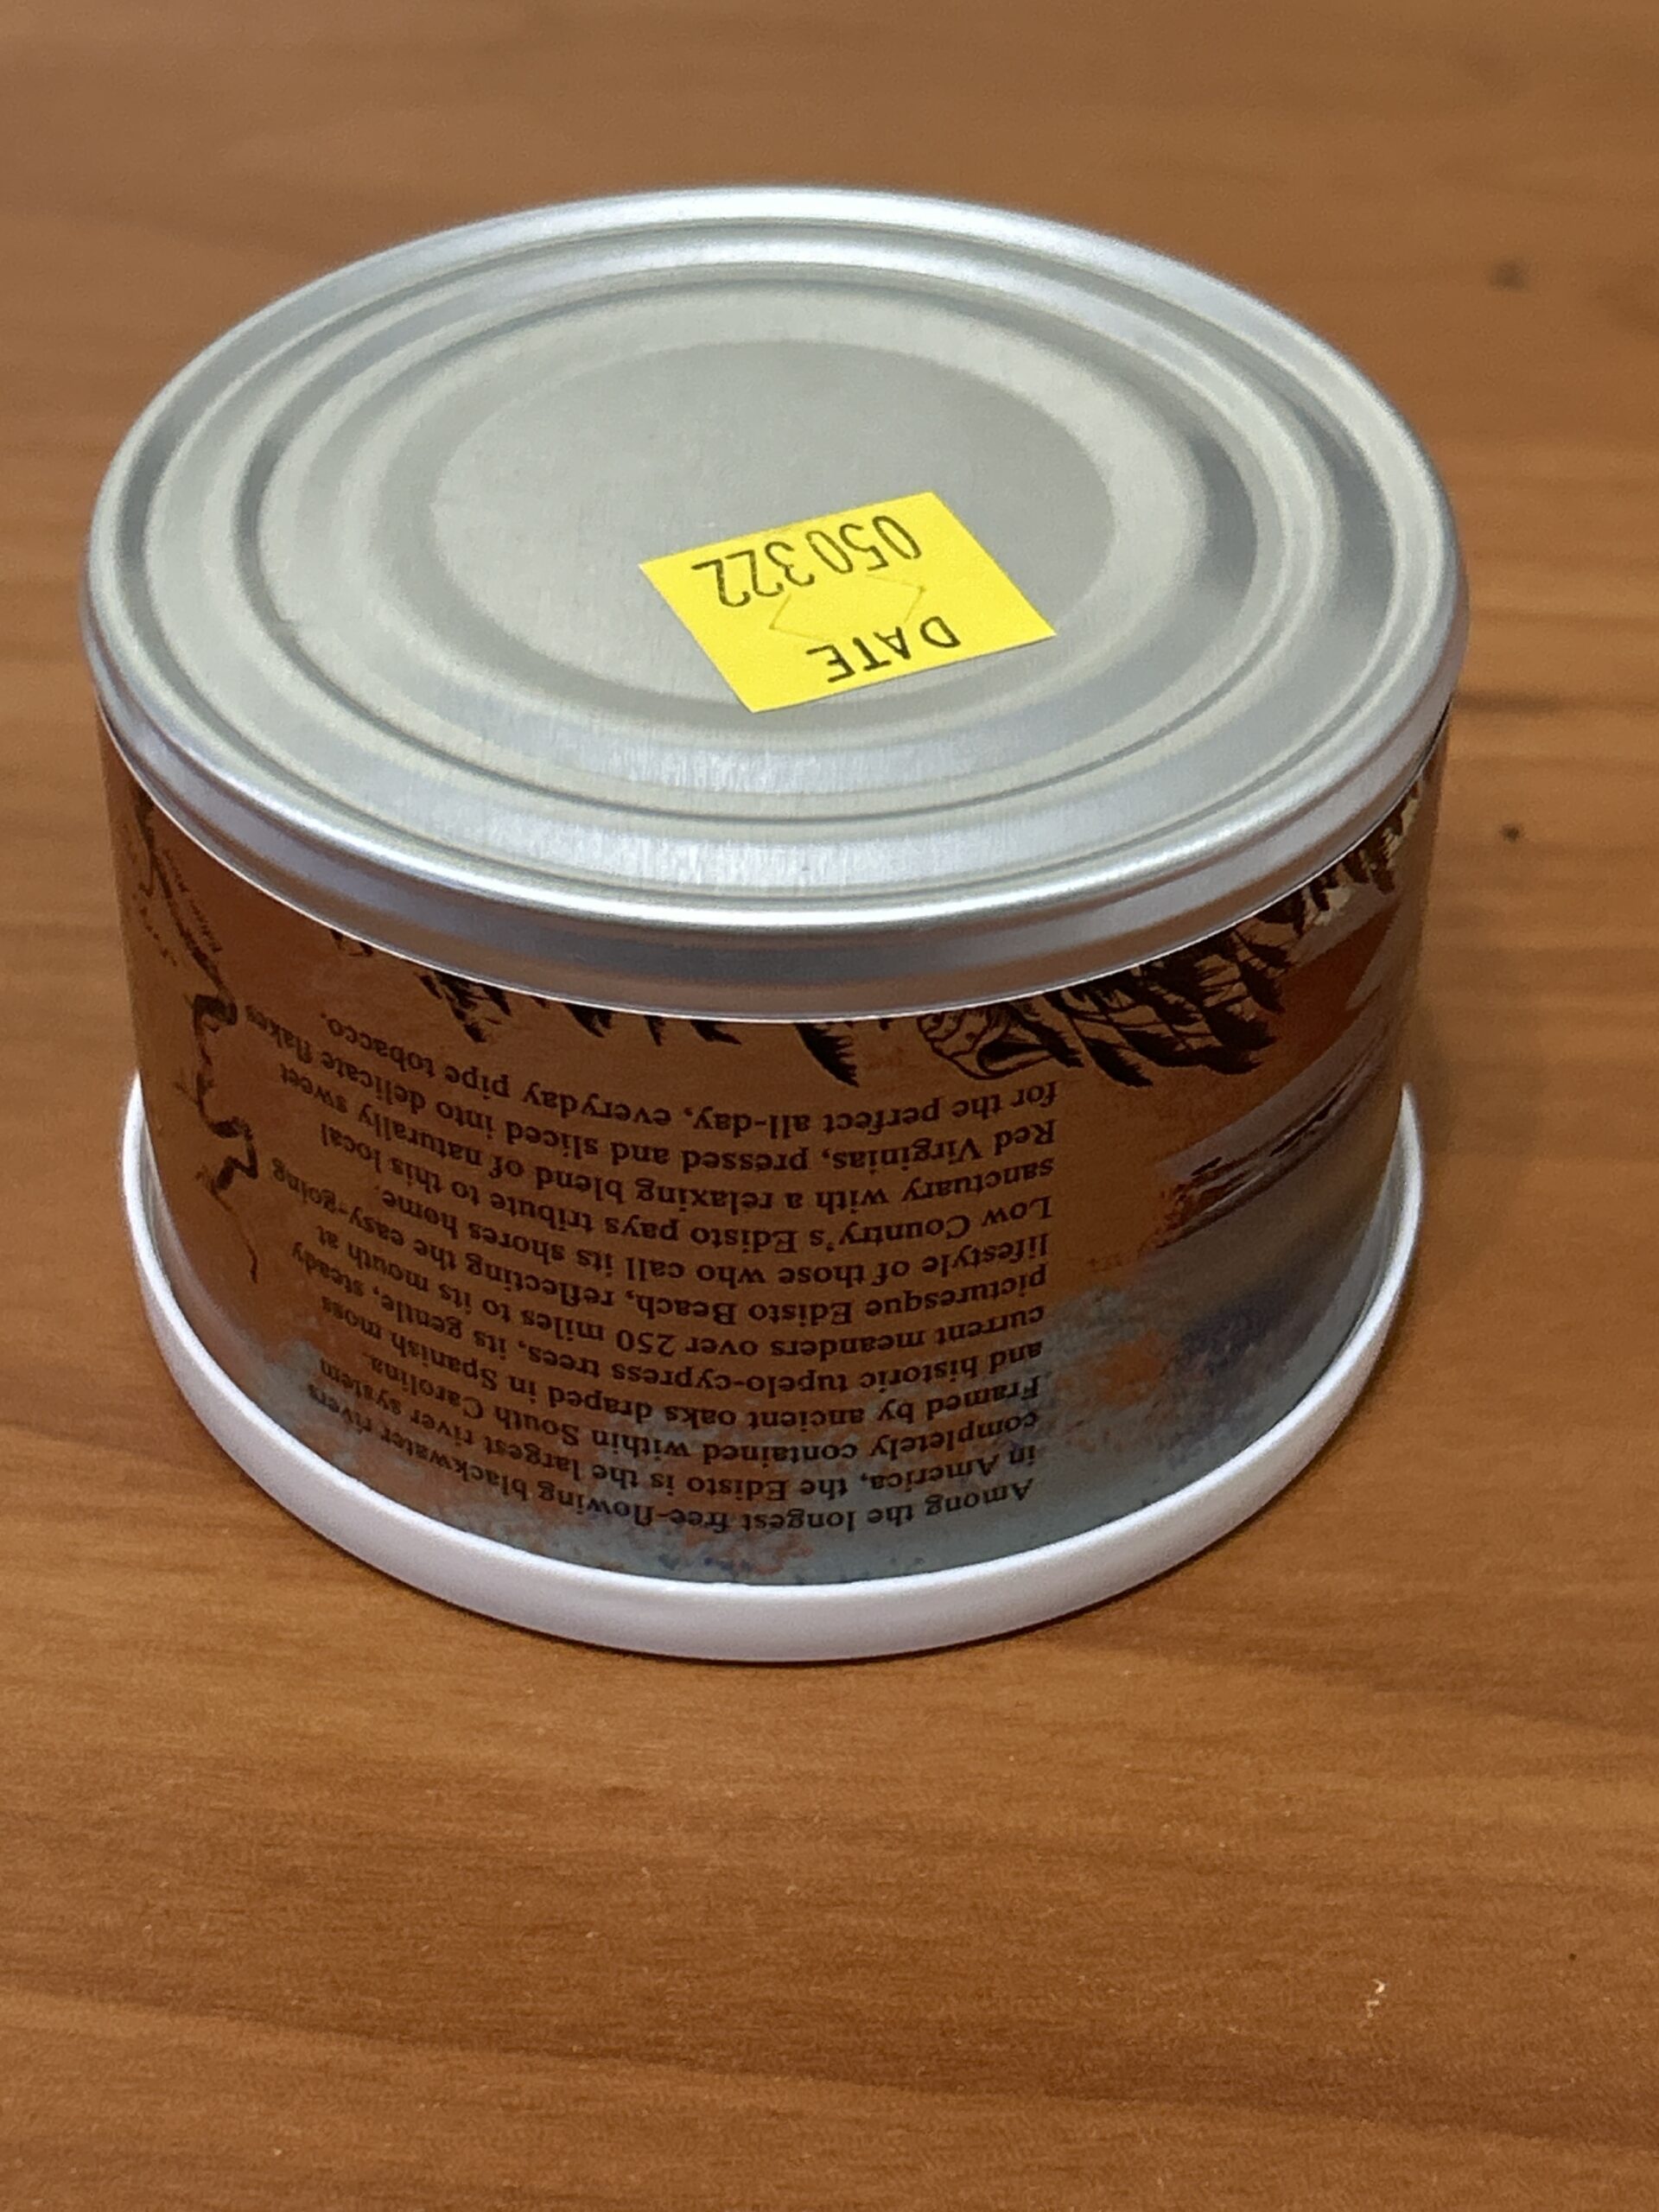 DATE
050322
Among the longest free-flowing blackwater rivers
in America, the Edisto is the largest river system
completely contained within South Carolina.
Framed by ancient oaks draped in Spanish moss
and historic tupelo-cypress trees, its gentle, steady
current meanders over 250 miles to its mouth at
picturesque Edisto Beach, reflecting the easy-going
lifestyle of those who call its shores home.
Low Country's Edisto pays tribute to this local
sanctuary with a relaxing blend of naturally sweet
Red Virginias, pressed and sliced into delicate flakes
for the perfect all-day, everyday pipe tobacco.